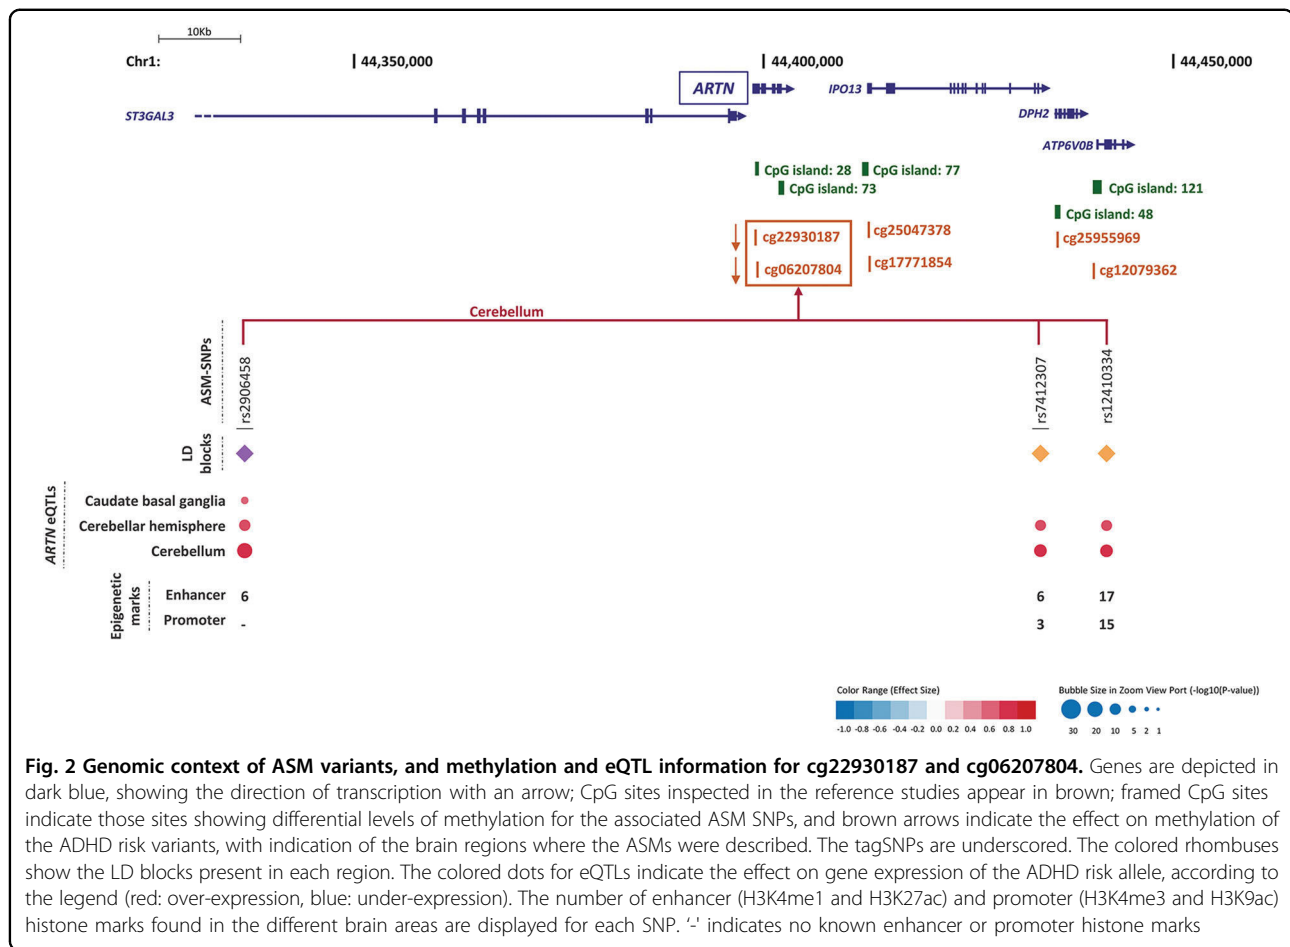 10Kb
Chr1:
44,350,000
44,400,000
44,450,000
ARTN
IPO13
ST3GAL3
DPH2
ATP6V0B
CpG island: 28
CpG island: 77
CpG island: 73
CpG island: 121
CpG island: 48
cg22930187
cg25047378
cg25955969
cg06207804
cg17771854
cg12079362
Cerebellum
ASM-SNPs
rs2906458
rs7412307
rs12410334
LD
blocks
ARTN eQTLs
Caudate basal ganglia
Cerebellar hemisphere
Cerebellum
Epigenetic
marks
Enhancer 6 6 17
Promoter - 3 15
Color Range (Effect Size)
-1.0 -0.8 -0.6 -0.4 -0.2 0.0 0.2 0.4 0.6 0.8 1.0
Bubble Size in Zoom View Port (-log10(P-value))
30 20 10 5 2 1
Fig. 2 Genomic context of ASM variants, and methylation and eQTL information for cg22930187 and cg06207804. Genes are depicted in
dark blue, showing the direction of transcription with an arrow; CpG sites inspected in the reference studies appear in brown; framed CpG sites
indicate those sites showing differential levels of methylation for the associated ASM SNPs, and brown arrows indicate the effect on methylation of
the ADHD risk variants, with indication of the brain regions where the ASMs were described. The tagSNPs are underscored. The colored rhombuses
show the LD blocks present in each region. The colored dots for eQTLs indicate the effect on gene expression of the ADHD risk allele, according to
the legend (red: over-expression, blue: under-expression). The number of enhancer (H3K4me1 and H3K27ac) and promoter (H3K4me3 and H3K9ac)
histone marks found in the different brain areas are displayed for each SNP. ‘-’ indicates no known enhancer or promoter histone marks